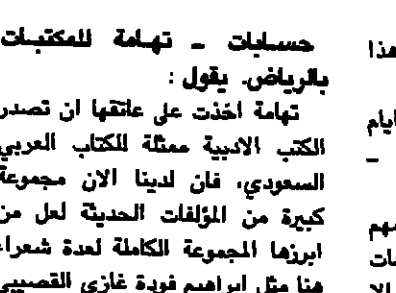 حسابات - تهامة للمكتبات
بالرياض. يقول :
تهامة اخذت على عاتقها ان تصدر
الكتب الادبية ممثلة للكتاب العربي
السعودي، فان لدينا الان مجموعة
كبيرة من المؤلفات الحديثة لعل من
ابرزها المجموعة الكاملة لعدة شعراء
هنا مثل ابراهيم فودة غازي القصيبي
هذا
ايام
-